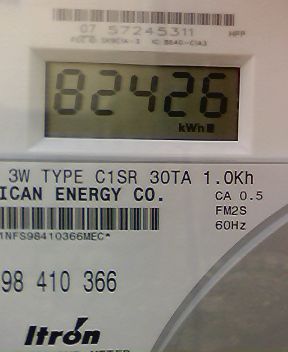 07 57245311 HPP
82426
kWh
3W TYPE C1SR 30TA 1.0Kh
ICAN ENERGY CO. CA 0.5
FM2S
1NFS98410366MEC* 60Hz
98 410 366
Itron